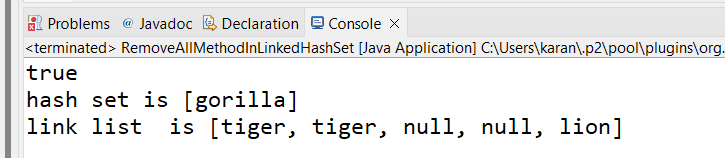 Problems @ Javadoc Declaration Console
<terminated> RemoveAllMethodInLinkedHashSet [Java Application] C:\Users\karan\.p2\pool\plugins\org.
true
hash set is [gorilla]
link list  is [tiger, tiger, null, null, lion]